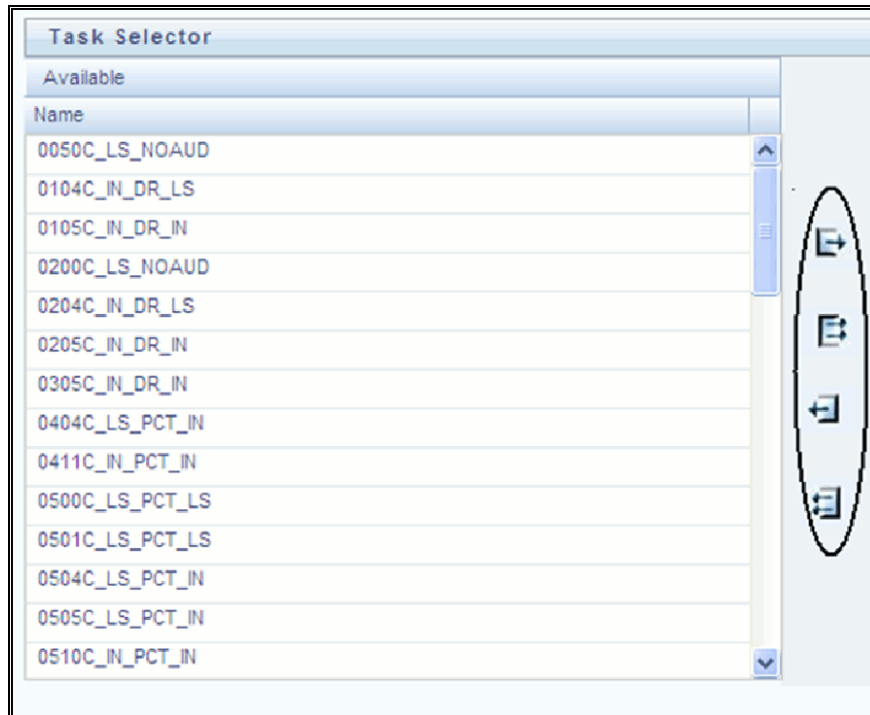 Task Selector
Available
Name
0050C_LS_NOAUD
0104C_IN_DR_LS
0105C_IN_DR_IN
0200C_LS_NOAUD
0204C_IN_DR_LS
0205C_IN_DR_IN
0305C_IN_DR_IN
0404C_LS_PCT_IN
0411C_IN_PCT_IN
0500C_LS_PCT_LS
0501C_LS_PCT_LS
0504C_LS_PCT_IN
0505C_LS_PCT_IN
0510C_IN_PCT_IN